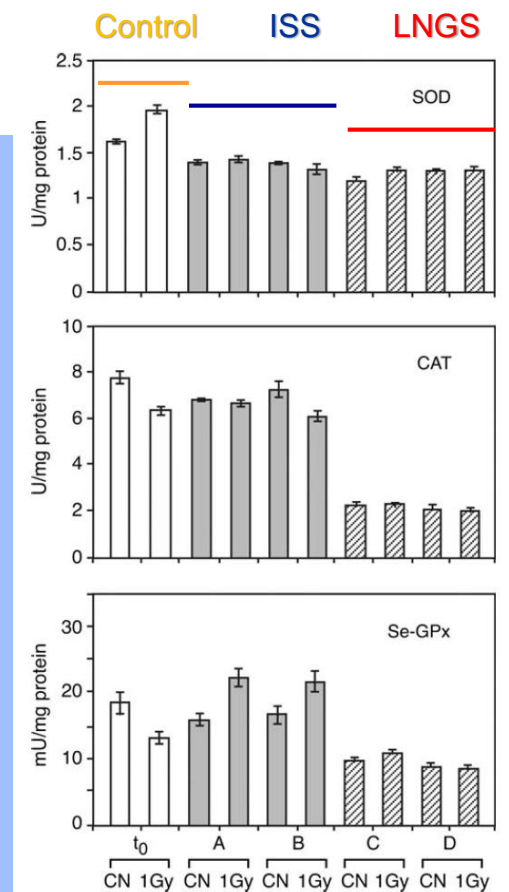 Control ISS LNGS
2.5
2
1.5
1
0.5
0
U/mg protein
SOD
10
8
6
4
2
0
U/mg protein
CAT
30
20
10
0
mU/mg protein
Se-GPx
t0 A B C D
CN 1Gy CN 1Gy CN 1Gy CN 1Gy CN 1Gy